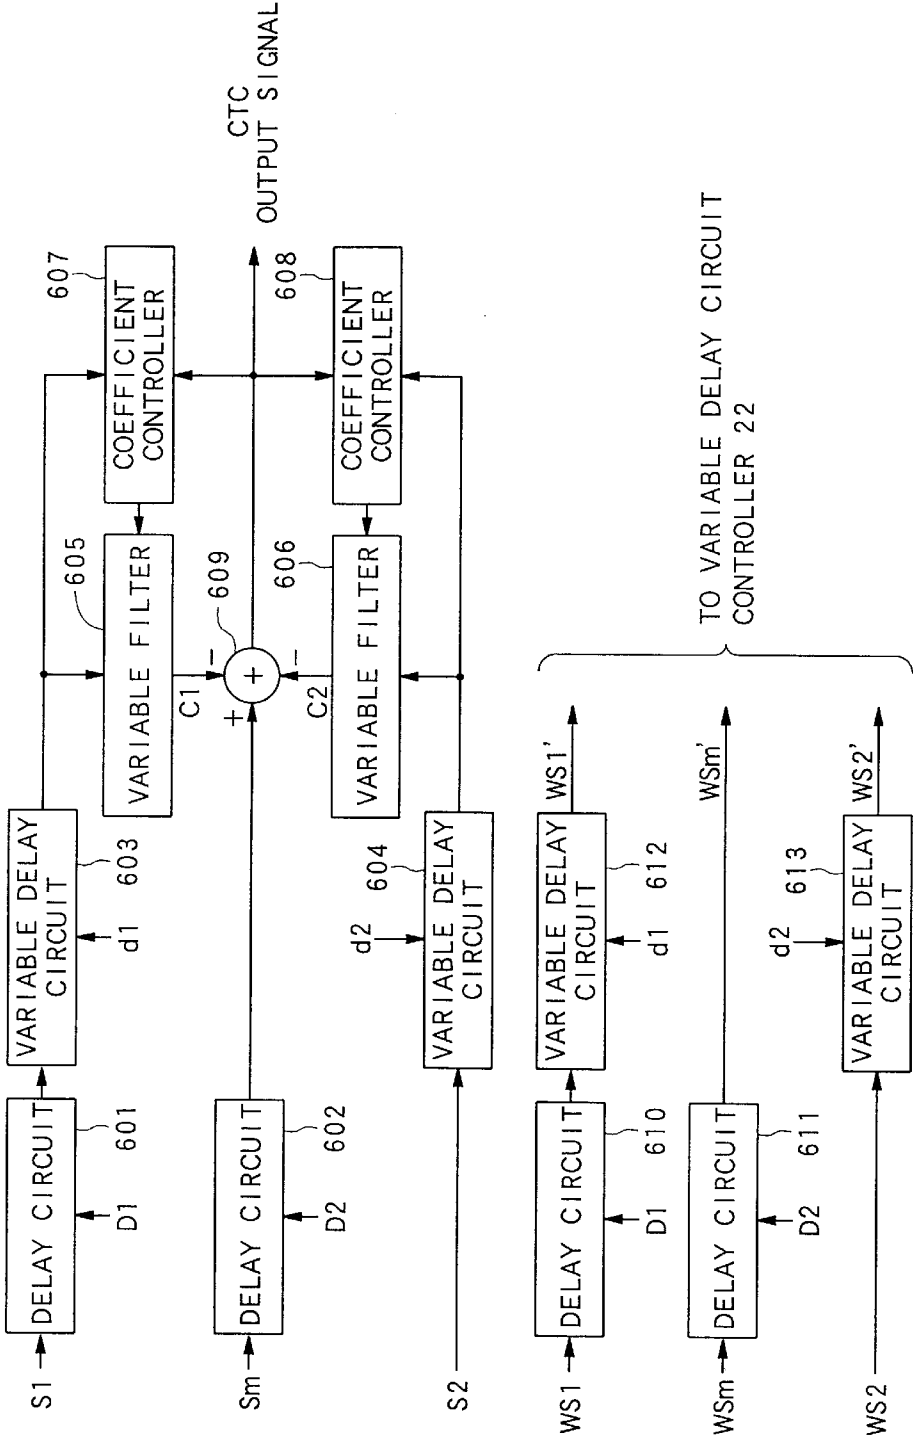 S1
DELAY CIRCUIT
601
D1
VARIABLE DELAY
CIRCUIT
603
d1
VARIABLE FILTER
605
COEFFICIENT
CONTROLLER
607
C1
Sm
DELAY CIRCUIT
602
D2
+
−
+
−
609
CTC
OUTPUT SIGNAL
C2
VARIABLE FILTER
606
COEFFICIENT
CONTROLLER
608
S2
VARIABLE DELAY
CIRCUIT
604
d2
WS1
DELAY CIRCUIT
610
D1
VARIABLE DELAY
CIRCUIT
612
d1
WS1'
WSm
DELAY CIRCUIT
611
D2
WSm'
WS2
VARIABLE DELAY
CIRCUIT
613
d2
WS2'
TO VARIABLE DELAY CIRCUIT
CONTROLLER 22